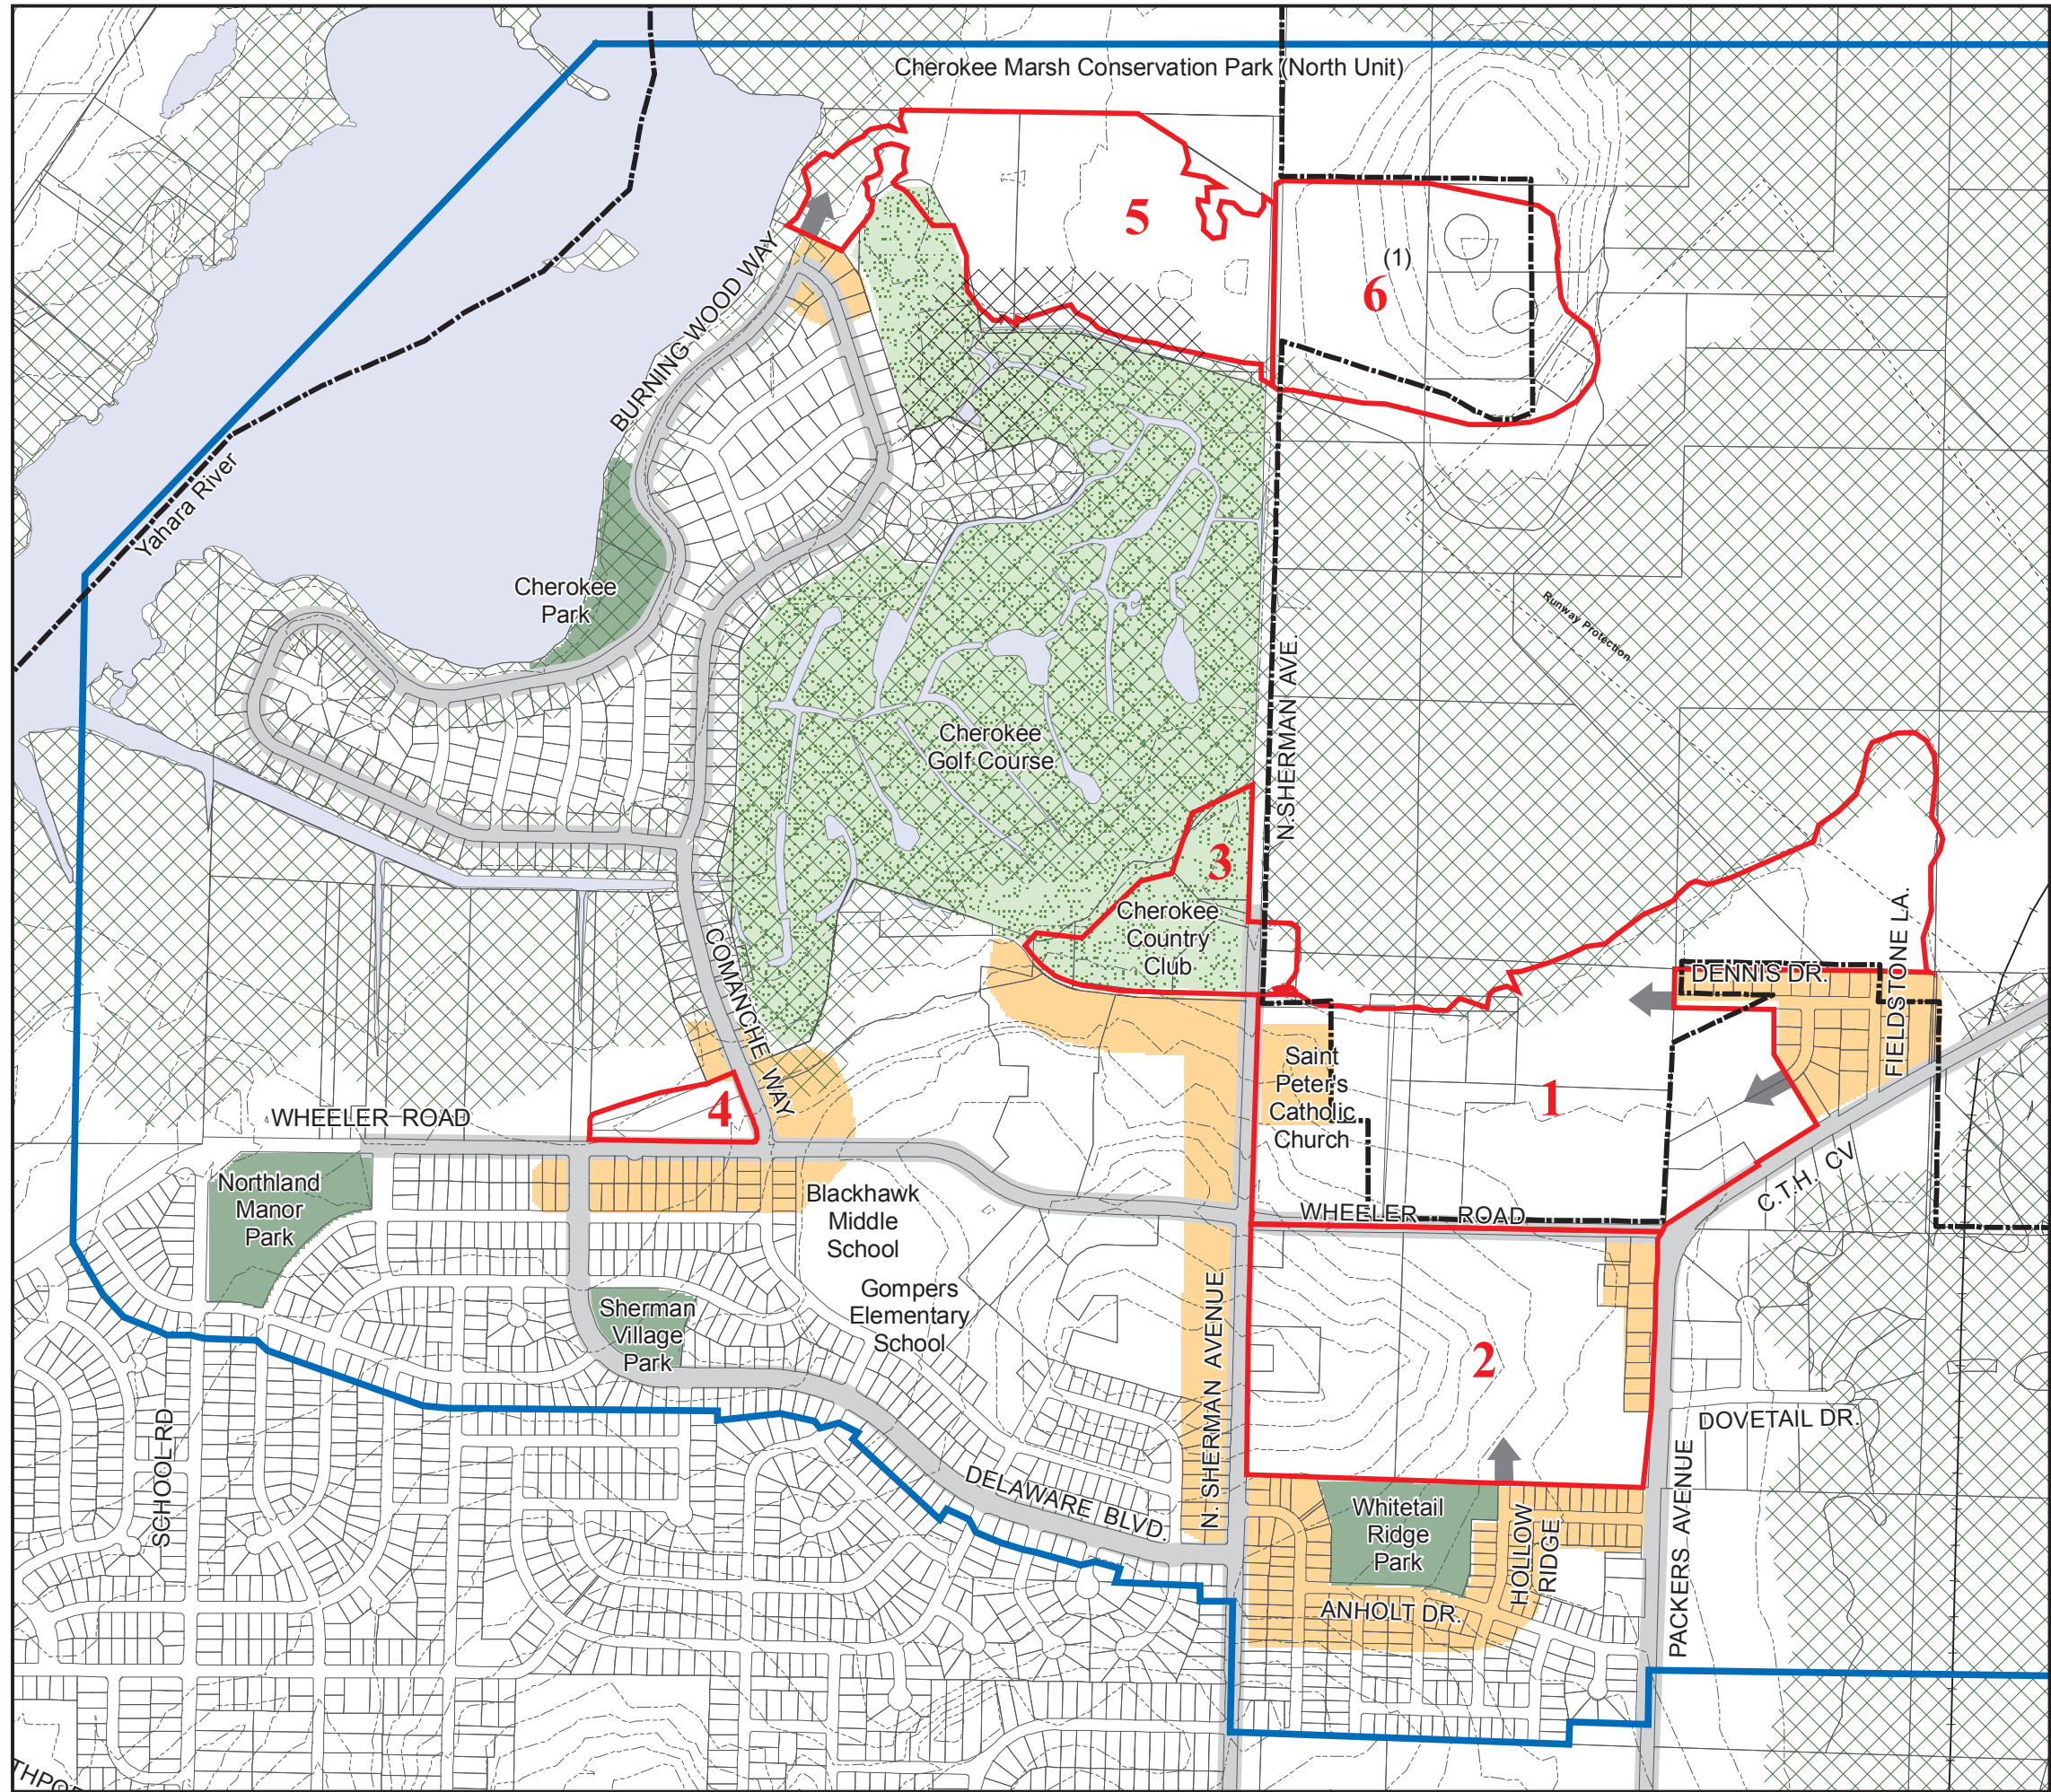 Cherokee Marsh Conservation Park (North Unit)
5
(1)
6
BURNING WOOD WAY
Yahara River
Cherokee
Park
Runway Protection
N.SHERMAN AVE.
Cherokee
Golf Course
3
Cherokee
Country
Club
COMANCHE WAY
DENNIS DR.
FIELDSTONE LA.
Saint
Peter's
Catholic
Church
1
4
WHEELER ROAD
C.T.H. CV
Northland
Manor
Park
Blackhawk
Middle
School
WHEELER ROAD
Gompers
Elementary
School
Sherman
Village
Park
N. SHERMAN AVENUE
2
SCHOOL RD
DOVETAIL DR.
DELAWARE BLVD.
PACKERS AVENUE
Whitetail
Ridge
Park
HOLLOW
RIDGE
ANHOLT DR.